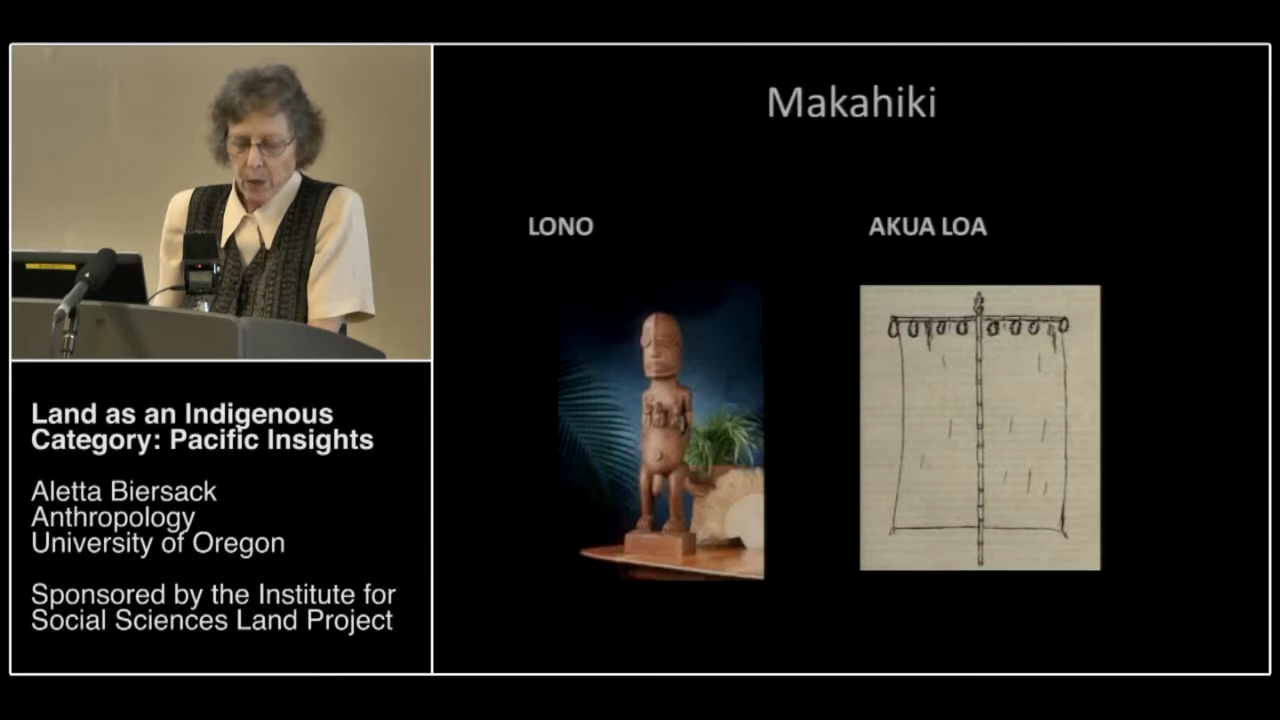 Makahiki
LONO
AKUA LOA
Land as an Indigenous
Category: Pacific Insights
Aletta Biersack
Anthropology
University of Oregon
Sponsored by the Institute for
Social Sciences Land Project